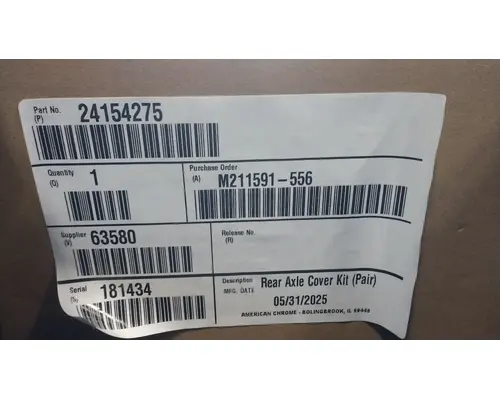 Part No.
(P)
24154275
Quantity
(Q)
1
Purchase Order
(A)
M211591-556
Supplier
(V)
63580
Release No.
(R)
Serial
181434
Description
Rear Axle Cover Kit (Pair)
MFG. DATE
05/31/2025
AMERICAN CHROME - BOLINGBROOK, IL